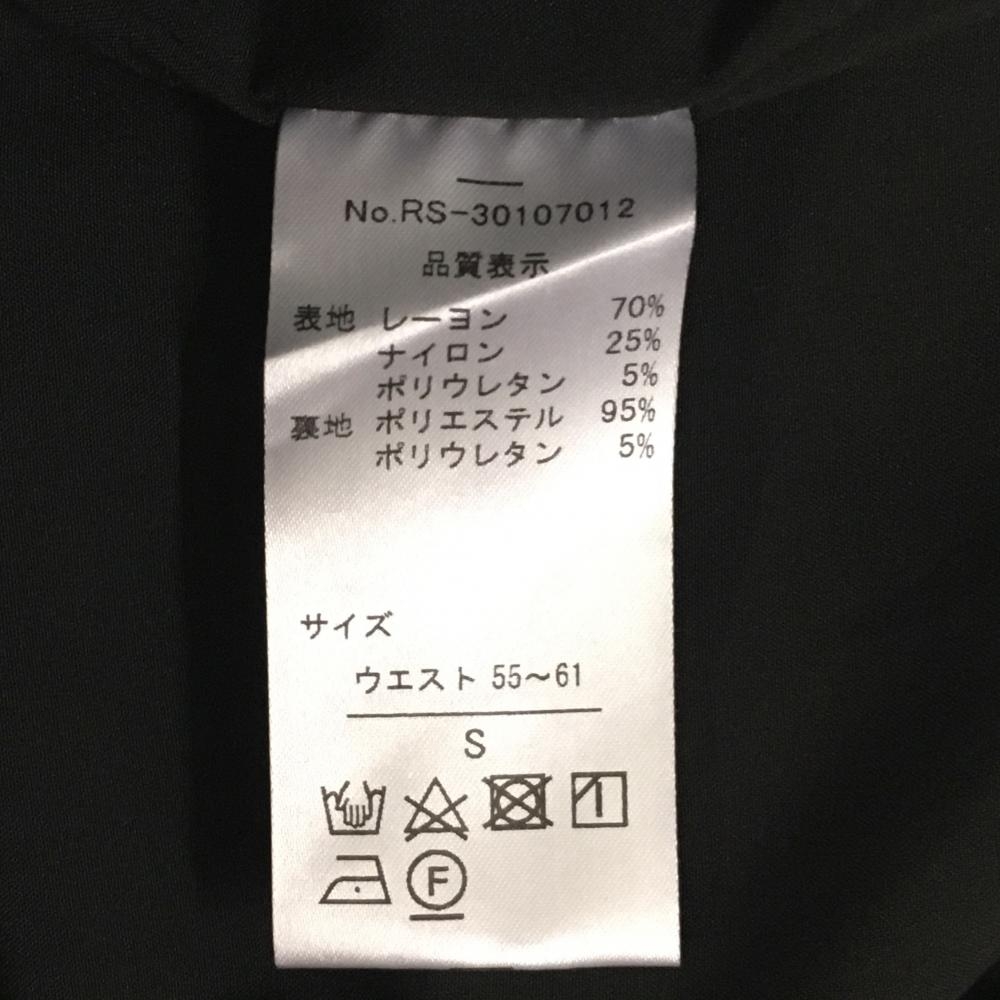 No.RS-30107012
品質表示
表地 レーヨン 70%
ナイロン 25%
ポリウレタン 5%
裏地 ポリエステル 95%
ポリウレタン 5%
サイズ
ウエスト 55〜61
S
F